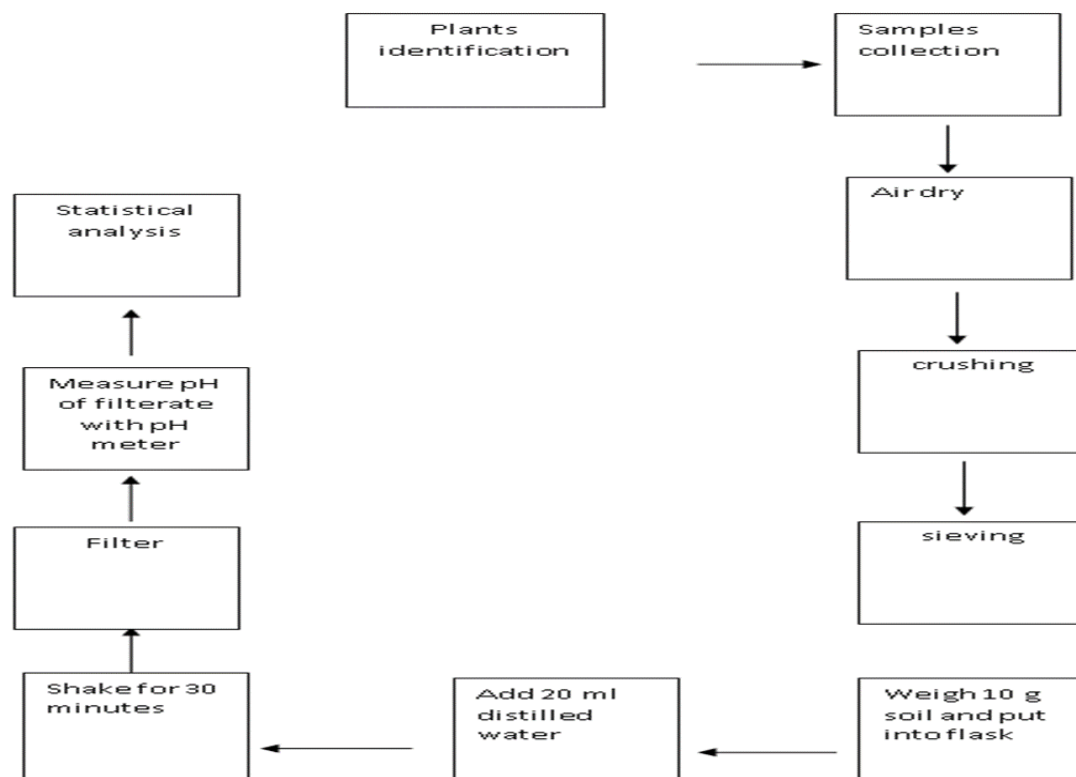 Plants
identification
Samples
collection
Air dry
crushing
sieving
Weigh 10 g
soil and put
into flask
Add 20 ml
distilled
water
Shake for 30
minutes
Filter
Measure pH
of filterate
with pH
meter
Statistical
analysis